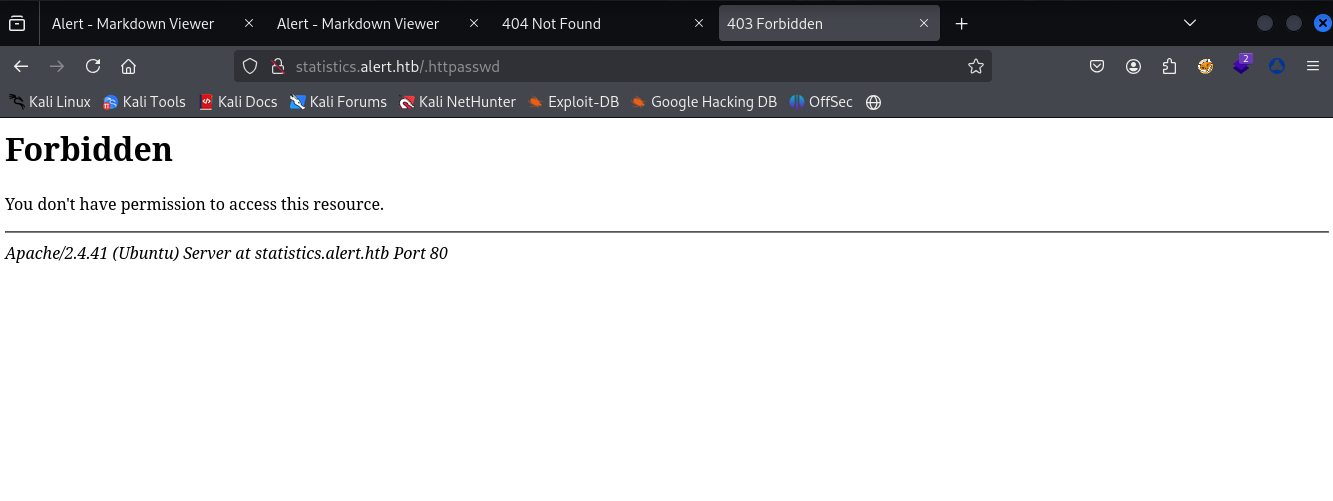 Alert - Markdown Viewer Alert - Markdown Viewer 404 Not Found 403 Forbidden
statistics.alert.htb/.httpasswd 2
Kali Linux Kali Tools Kali Docs Kali Forums Kali NetHunter Exploit-DB Google Hacking DB OffSec
Forbidden
You don't have permission to access this resource.
Apache/2.4.41 (Ubuntu) Server at statistics.alert.htb Port 80